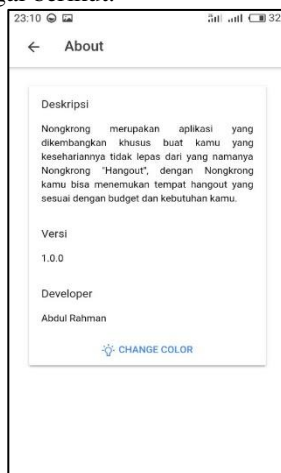 23:10 32
← About
Deskripsi
Nongkrong merupakan aplikasi yang
dikembangkan khusus buat kamu yang
kesehariannya tidak lepas dari yang namanya
Nongkrong "Hangout", dengan Nongkrong
kamu bisa menemukan tempat hangout yang
sesuai dengan budget dan kebutuhan kamu.
Versi
1.0.0
Developer
Abdul Rahman
CHANGE COLOR